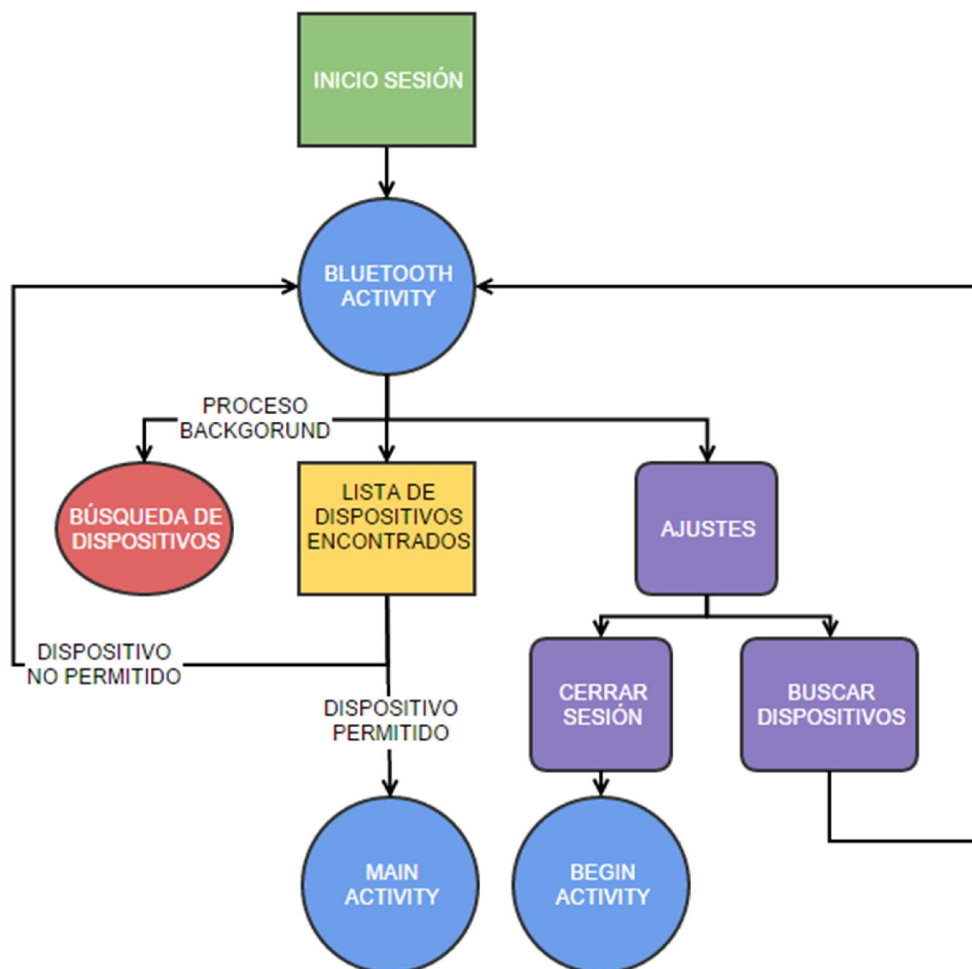 INICIO SESIÓN
BLUETOOTH
ACTIVITY
PROCESO
BACKGORUND
BÚSQUEDA DE
DISPOSITIVOS
LISTA DE
DISPOSITIVOS
ENCONTRADOS
AJUSTES
DISPOSITIVO
NO PERMITIDO
DISPOSITIVO
PERMITIDO
CERRAR
SESIÓN
BUSCAR
DISPOSITIVOS
MAIN
ACTIVITY
BEGIN
ACTIVITY